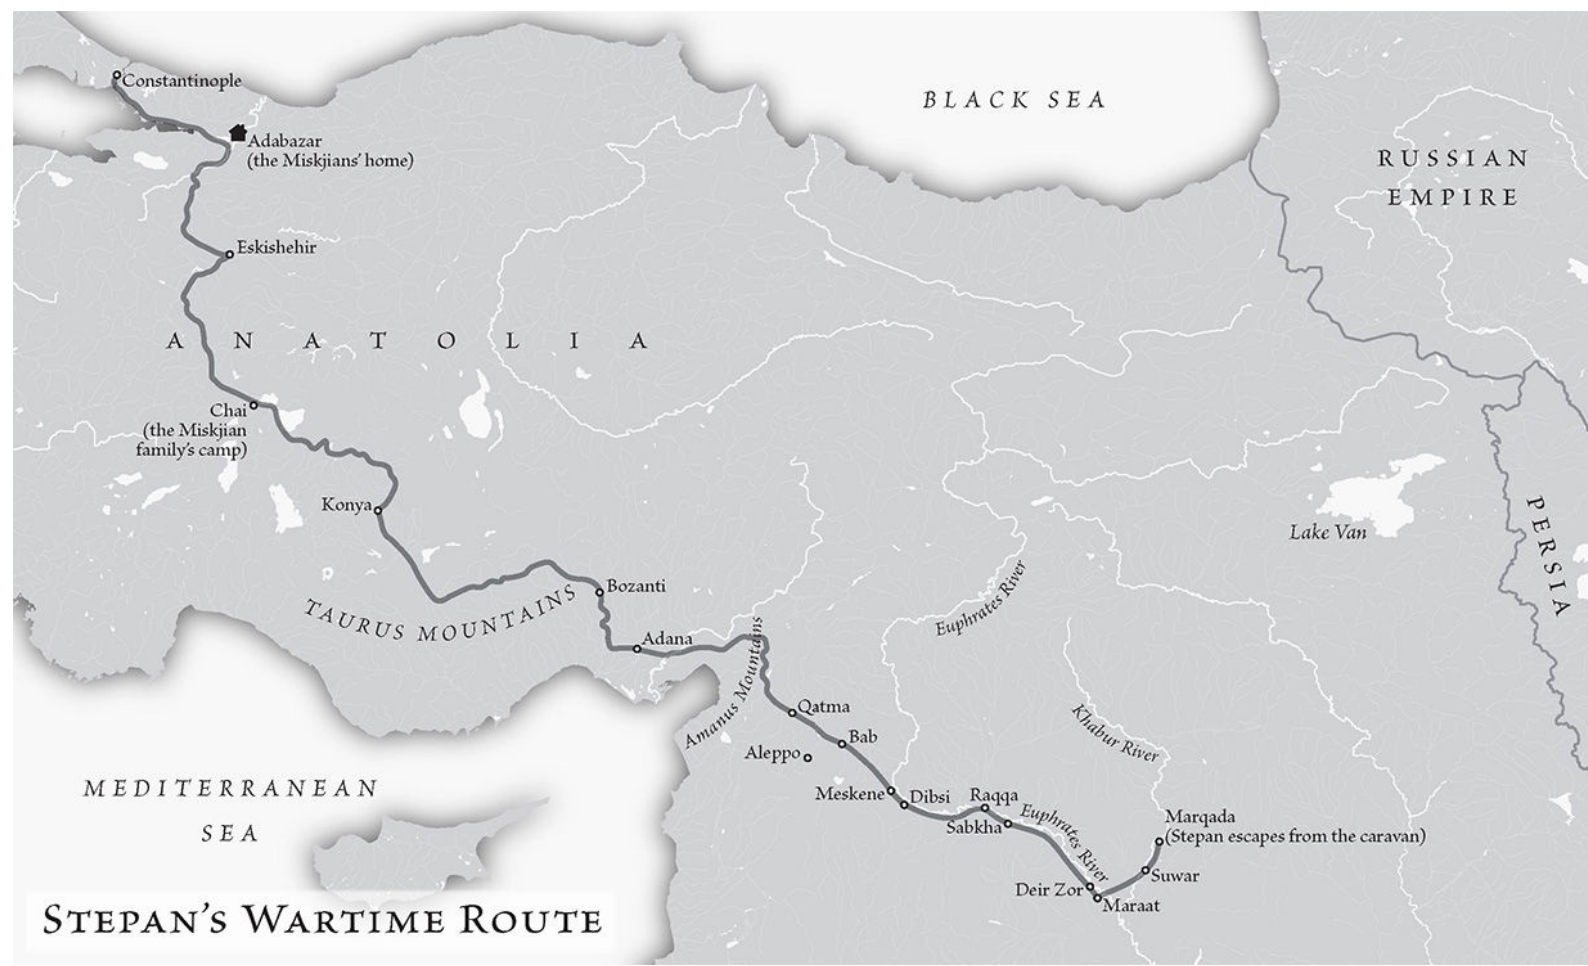 Constantinople
BLACK SEA
Adabazar
(the Miskjians' home)
RUSSIAN
EMPIRE
Eskishehir
ANATOLIA
Chai
(the Miskjian
family's camp)
Konya
Lake Van
PERSIA
Bozanti
TAURUS MOUNTAINS
Euphrates River
Adana
Amanus Mountains
Qatma
Khabur River
Bab
Aleppo
MEDITERRANEAN
SEA
Meskene
Dibsi
Raqqa
Sabkha
Euphrates River
Marqada
(Stepan escapes from the caravan)
Suwar
Deir Zor
Maraat
STEPAN'S WARTIME ROUTE